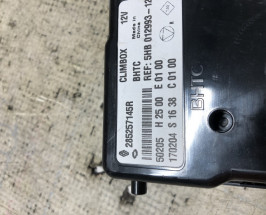 CLIMBOX 12V
BHTC Made in China
REF: 5HB 012993-12
285257145R
50205 H 25 00 E 01 00
170204 S 16 38 C 01 00
BHTC